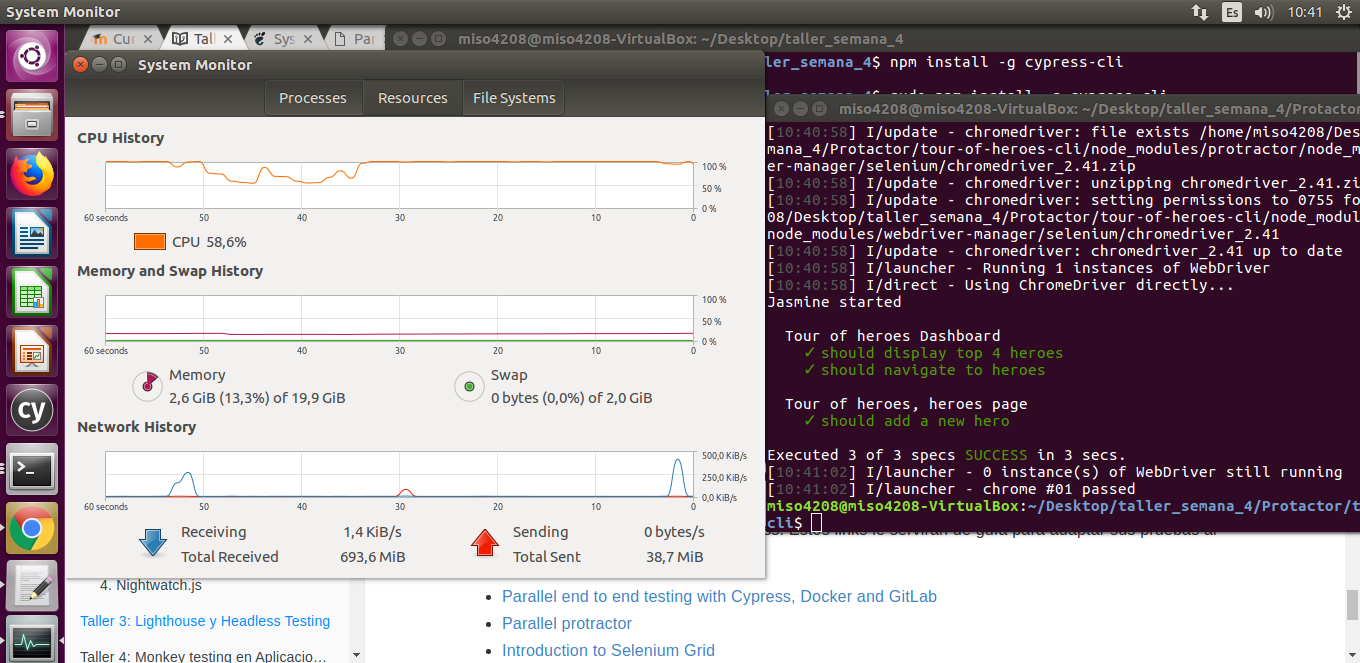 System Monitor
Es
10:41
Cur
Tall
Sys
Par
miso4208@miso4208-VirtualBox: ~/Desktop/taller_semana_4
ler_semana_4$ npm install -g cypress-cli
System Monitor
Processes
Resources
File Systems
CPU History
100 %
50 %
0 %
60 seconds
50
40
30
20
10
0
CPU 58,6%
Memory and Swap History
100 %
50 %
0 %
60 seconds
50
40
30
20
10
0
Memory
2,6 GiB (13,3%) of 19,9 GiB
Swap
0 bytes (0,0%) of 2,0 GiB
Network History
500,0 KiB/s
250,0 KiB/s
0,0 KiB/s
60 seconds
50
40
30
20
10
0
Receiving 1,4 KiB/s
Total Received 693,6 MiB
Sending 0 bytes/s
Total Sent 38,7 MiB
miso4208@miso4208-VirtualBox: ~/Desktop/taller_semana_4/Protactor
[10:40:58] I/update - chromedriver: file exists /home/miso4208/Des
mana_4/Protactor/tour-of-heroes-cli/node_modules/protractor/node_m
er-manager/selenium/chromedriver_2.41.zip
[10:40:58] I/update - chromedriver: unzipping chromedriver_2.41.zi
[10:40:58] I/update - chromedriver: setting permissions to 0755 fo
08/Desktop/taller_semana_4/Protactor/tour-of-heroes-cli/node_modul
node_modules/webdriver-manager/selenium/chromedriver_2.41
[10:40:58] I/update - chromedriver: chromedriver_2.41 up to date
[10:40:58] I/launcher - Running 1 instances of WebDriver
[10:40:58] I/direct - Using ChromeDriver directly...
Jasmine started
Tour of heroes Dashboard
✓ should display top 4 heroes
✓ should navigate to heroes
Tour of heroes, heroes page
✓ should add a new hero
Executed 3 of 3 specs SUCCESS in 3 secs.
[10:41:02] I/launcher - 0 instance(s) of WebDriver still running
[10:41:02] I/launcher - chrome #01 passed
miso4208@miso4208-VirtualBox:~/Desktop/taller_semana_4/Protactor/t
cli$
cy
4. Nightwatch.js
Taller 3: Lighthouse y Headless Testing
Taller 4: Monkey testing en Aplicacio…
Parallel end to end testing with Cypress, Docker and GitLab
Parallel protractor
Introduction to Selenium Grid